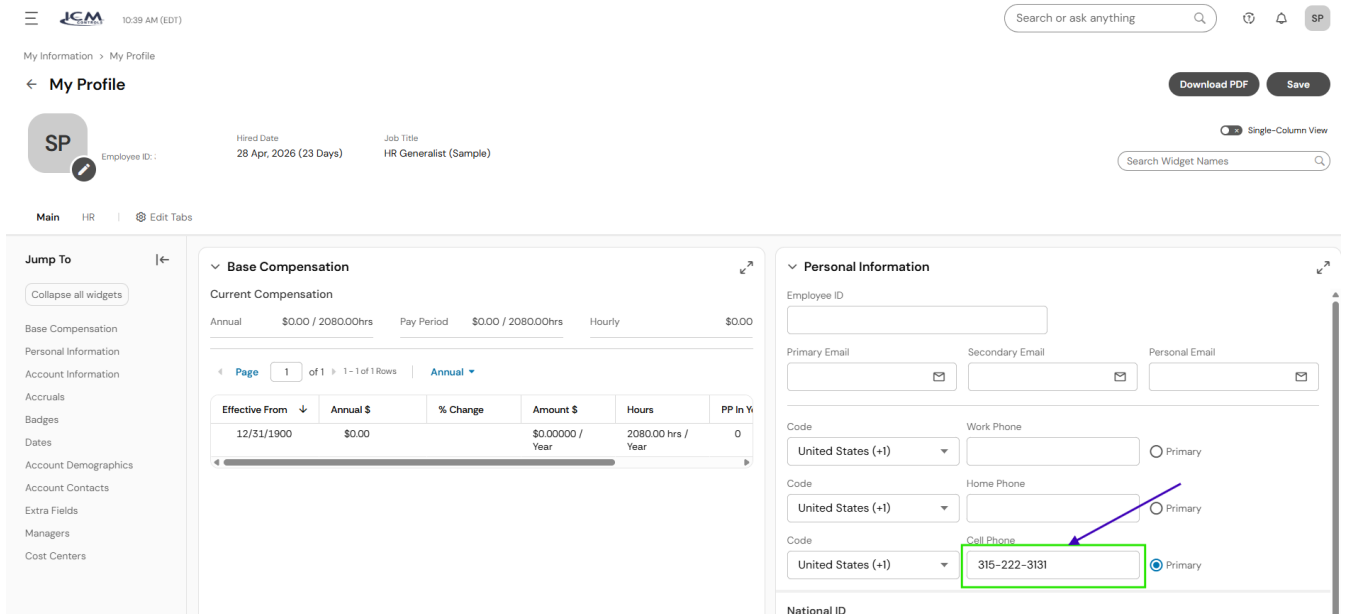 ICM CONTROLS 10:39 AM (EDT) Search or ask anything SP
My Information > My Profile
← My Profile Download PDF Save
SP
Employee ID:
Hired Date Job Title
28 Apr, 2026 (23 Days) HR Generalist (Sample)
Single-Column View
Search Widget Names
Main HR Edit Tabs
Jump To
Collapse all widgets
Base Compensation
Personal Information
Account Information
Accruals
Badges
Dates
Account Demographics
Account Contacts
Extra Fields
Managers
Cost Centers
Base Compensation
Current Compensation
Annual $0.00 / 2080.00hrs Pay Period $0.00 / 2080.00hrs Hourly $0.00
Page 1 of 1 1 - 1 of 1 Rows Annual
Effective From Annual $ % Change Amount $ Hours PP In
12/31/1900 $0.00 $0.00000 / Year 2080.00 hrs / Year 0
Personal Information
Employee ID
Primary Email Secondary Email Personal Email
Code Work Phone
United States (+1) Primary
Code Home Phone
United States (+1) Primary
Code Cell Phone
United States (+1) 315-222-3131 Primary
National ID